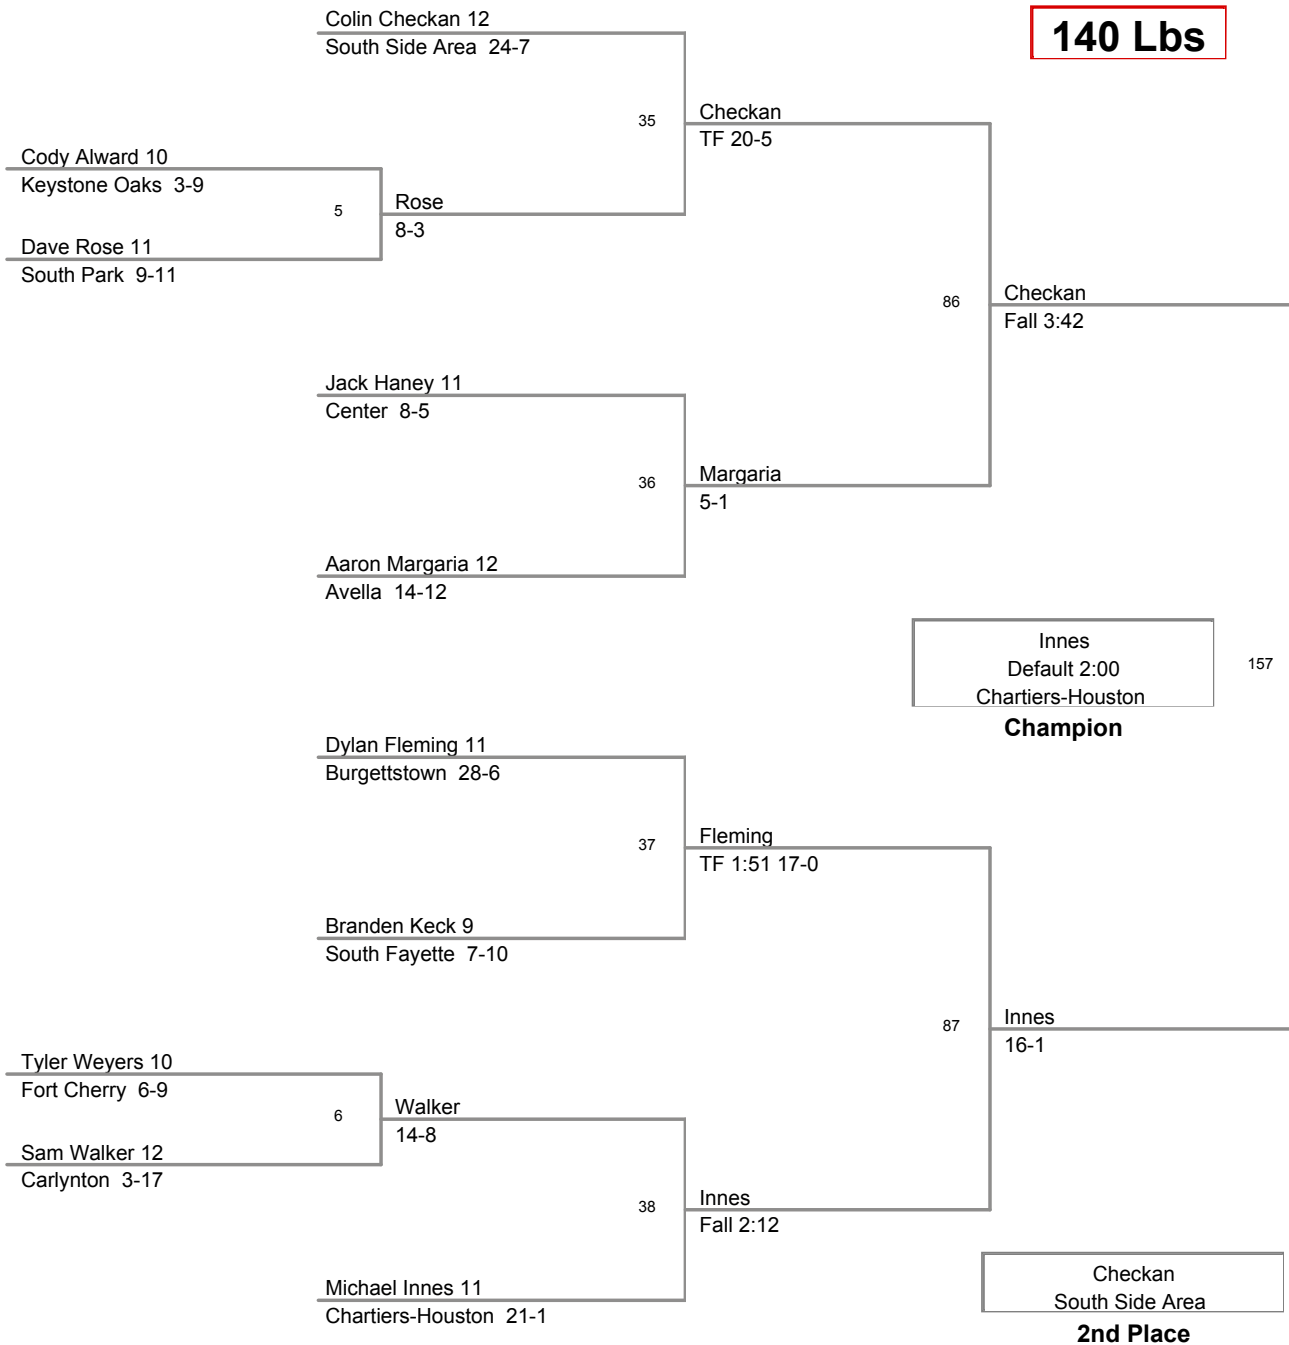 140 Lbs
Colin Checkan 12
South Side Area 24-7
35
Checkan
TF 20-5
Cody Alward 10
Keystone Oaks 3-9
5
Rose
8-3
Dave Rose 11
South Park 9-11
86
Checkan
Fall 3:42
Jack Haney 11
Center 8-5
36
Margaria
5-1
Aaron Margaria 12
Avella 14-12
Innes
Default 2:00
Chartiers-Houston
157
Champion
Dylan Fleming 11
Burgettstown 28-6
37
Fleming
TF 1:51 17-0
Branden Keck 9
South Fayette 7-10
87
Innes
16-1
Tyler Weyers 10
Fort Cherry 6-9
6
Walker
14-8
Sam Walker 12
Carlynton 3-17
38
Innes
Fall 2:12
Michael Innes 11
Chartiers-Houston 21-1
Checkan
South Side Area
2nd Place